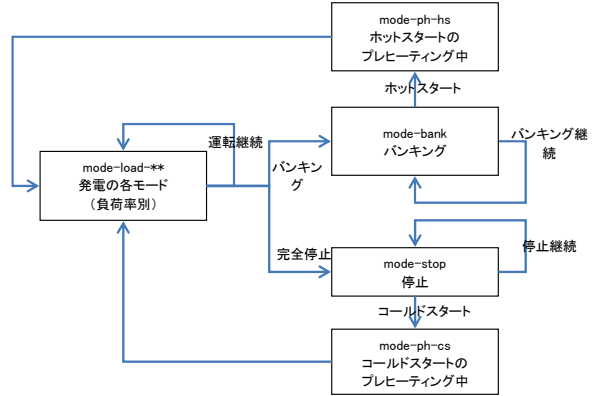 mode-ph-hs
ホットスタートの
プレヒーティング中
ホットスタート
運転継続
mode-load-**
発電の各モード
（負荷率別）
バンキン
グ
mode-bank
バンキング
バンキング継
続
完全停止
mode-stop
停止
停止継続
コールドスタート
mode-ph-cs
コールドスタートの
プレヒーティング中